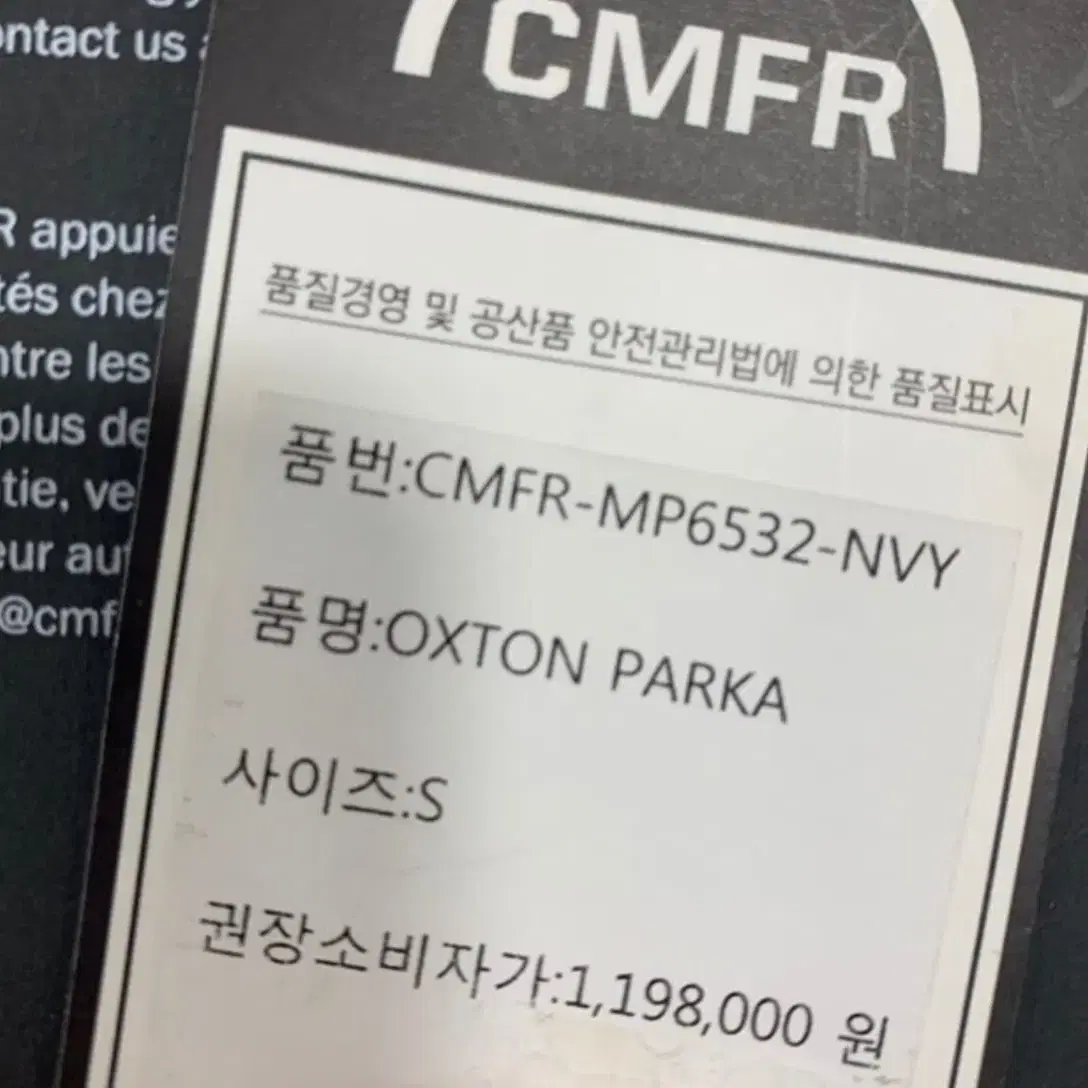 contact us
CMFR
R appuie
tés chez
ntre les
plus de
tie, ve
eur aut
@cmf
품질경영 및 공산품 안전관리법에 의한 품질표시
품번:CMFR-MP6532-NVY
품명:OXTON PARKA
사이즈:S
권장소비자가:1,198,000 원